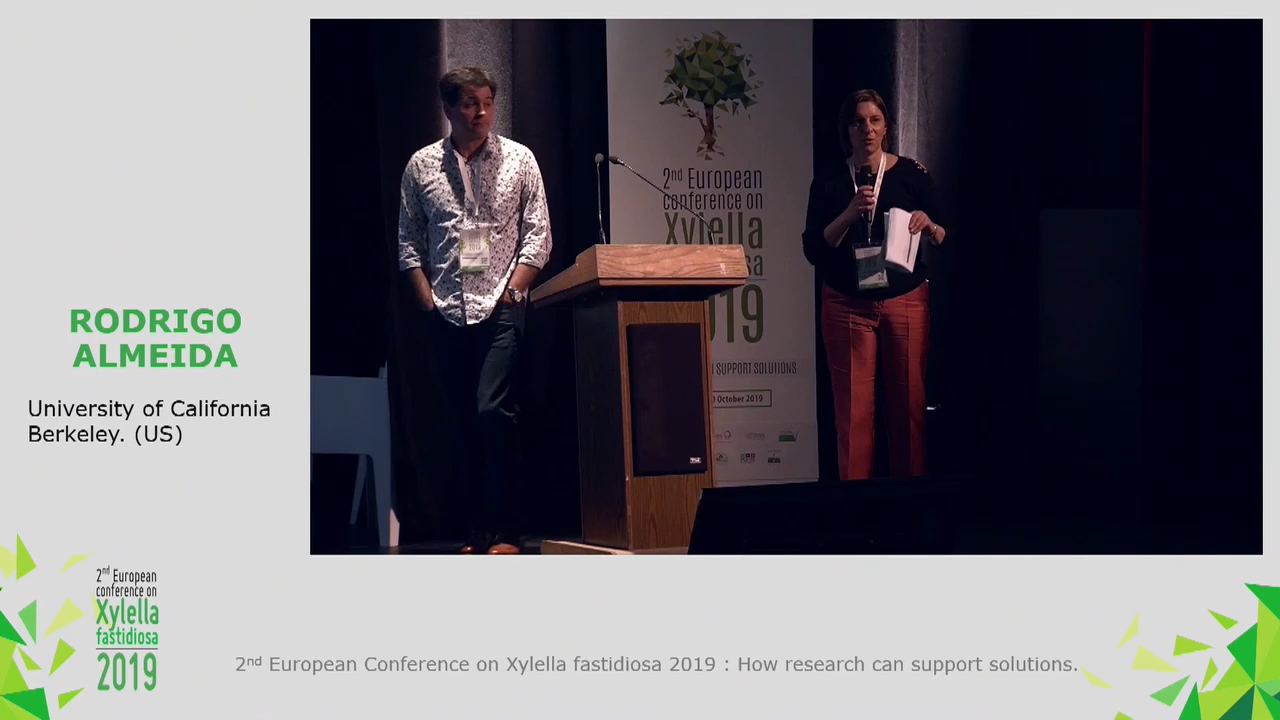 RODRIGO
ALMEIDA
University of California
Berkeley. (US)
2nd European
conference on
Xylella
2019
SUPPORT SOLUTIONS
October 2019
2nd European
conference on
Xylella
fastidiosa
2019
2nd European Conference on Xylella fastidiosa 2019 : How research can support solutions.